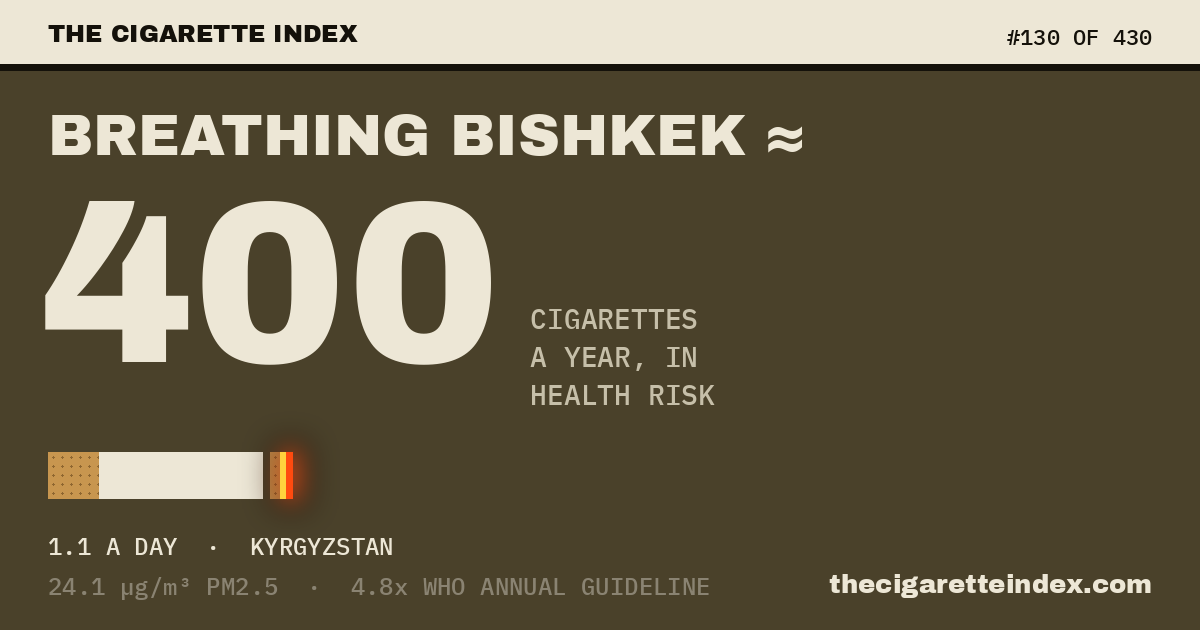 THE CIGARETTE INDEX
#130 OF 430
BREATHING BISHKEK ≈
400
CIGARETTES
A YEAR, IN
HEALTH RISK
1.1 A DAY · KYRGYZSTAN
24.1 µg/m³ PM2.5 · 4.8x WHO ANNUAL GUIDELINE
thecigaretteindex.com